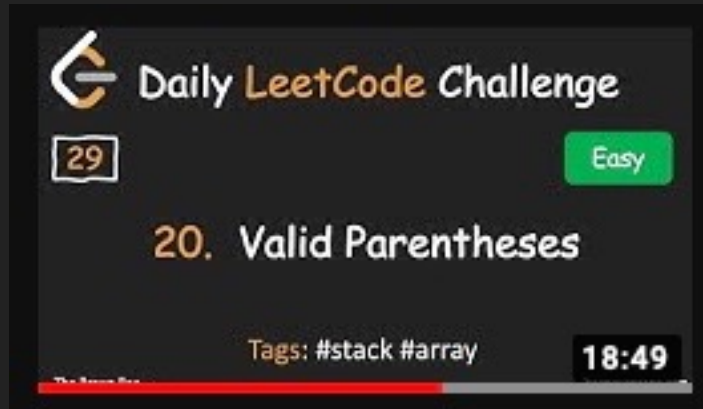 Daily LeetCode Challenge
29
Easy
20. Valid Parentheses
Tags: #stack #array
18:49